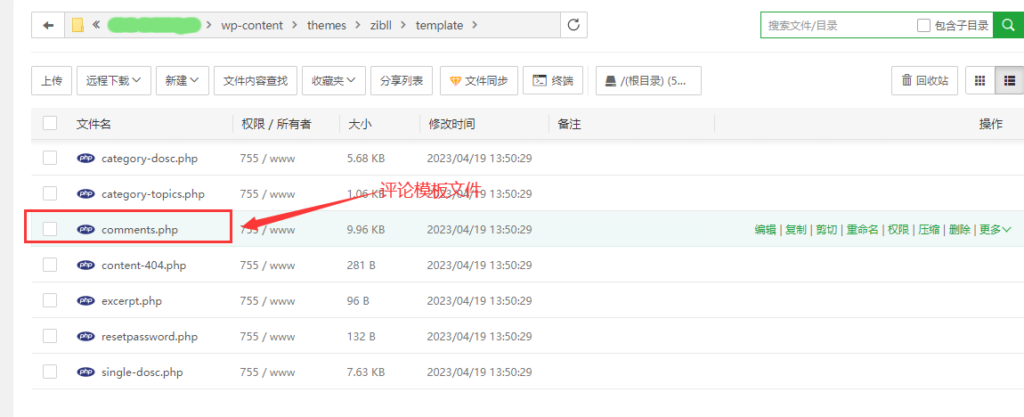 « › wp-content › themes › zibll › template ›
搜索文件/目录 包含子目录
上传 远程下载 新建 文件内容查找 收藏夹 分享列表 文件同步 终端 /(根目录) (5... 回收站
文件名 权限 / 所有者 大小 修改时间 备注 操作
php category-dosc.php 755 / www 5.68 KB 2023/04/19 13:50:29
php category-topics.php 755 / www 1.06 KB 2023/04/19 13:50:29
评论模板文件
php comments.php 755 / www 9.96 KB 2023/04/19 13:50:29 编辑 | 复制 | 剪切 | 重命名 | 权限 | 压缩 | 删除 | 更多
php content-404.php 755 / www 281 B 2023/04/19 13:50:29
php excerpt.php 755 / www 96 B 2023/04/19 13:50:29
php resetpassword.php 755 / www 132 B 2023/04/19 13:50:29
php single-dosc.php 755 / www 7.63 KB 2023/04/19 13:50:29